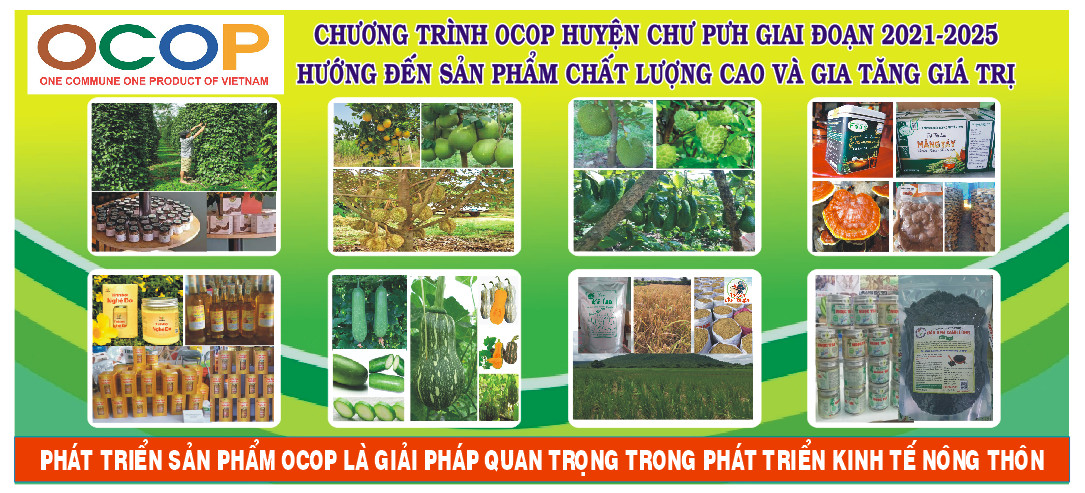 OCOP
ONE COMMUNE ONE PRODUCT OF VIETNAM
CHƯƠNG TRÌNH OCOP HUYỆN CHƯ PƯH GIAI ĐOẠN 2021-2025
HƯỚNG ĐẾN SẢN PHẨM CHẤT LƯỢNG CAO VÀ GIA TĂNG GIÁ TRỊ
MĂNG TÂY
Nghệ Đỏ
PHÁT TRIỂN SẢN PHẨM OCOP LÀ GIẢI PHÁP QUAN TRỌNG TRONG PHÁT TRIỂN KINH TẾ NÔNG THÔN